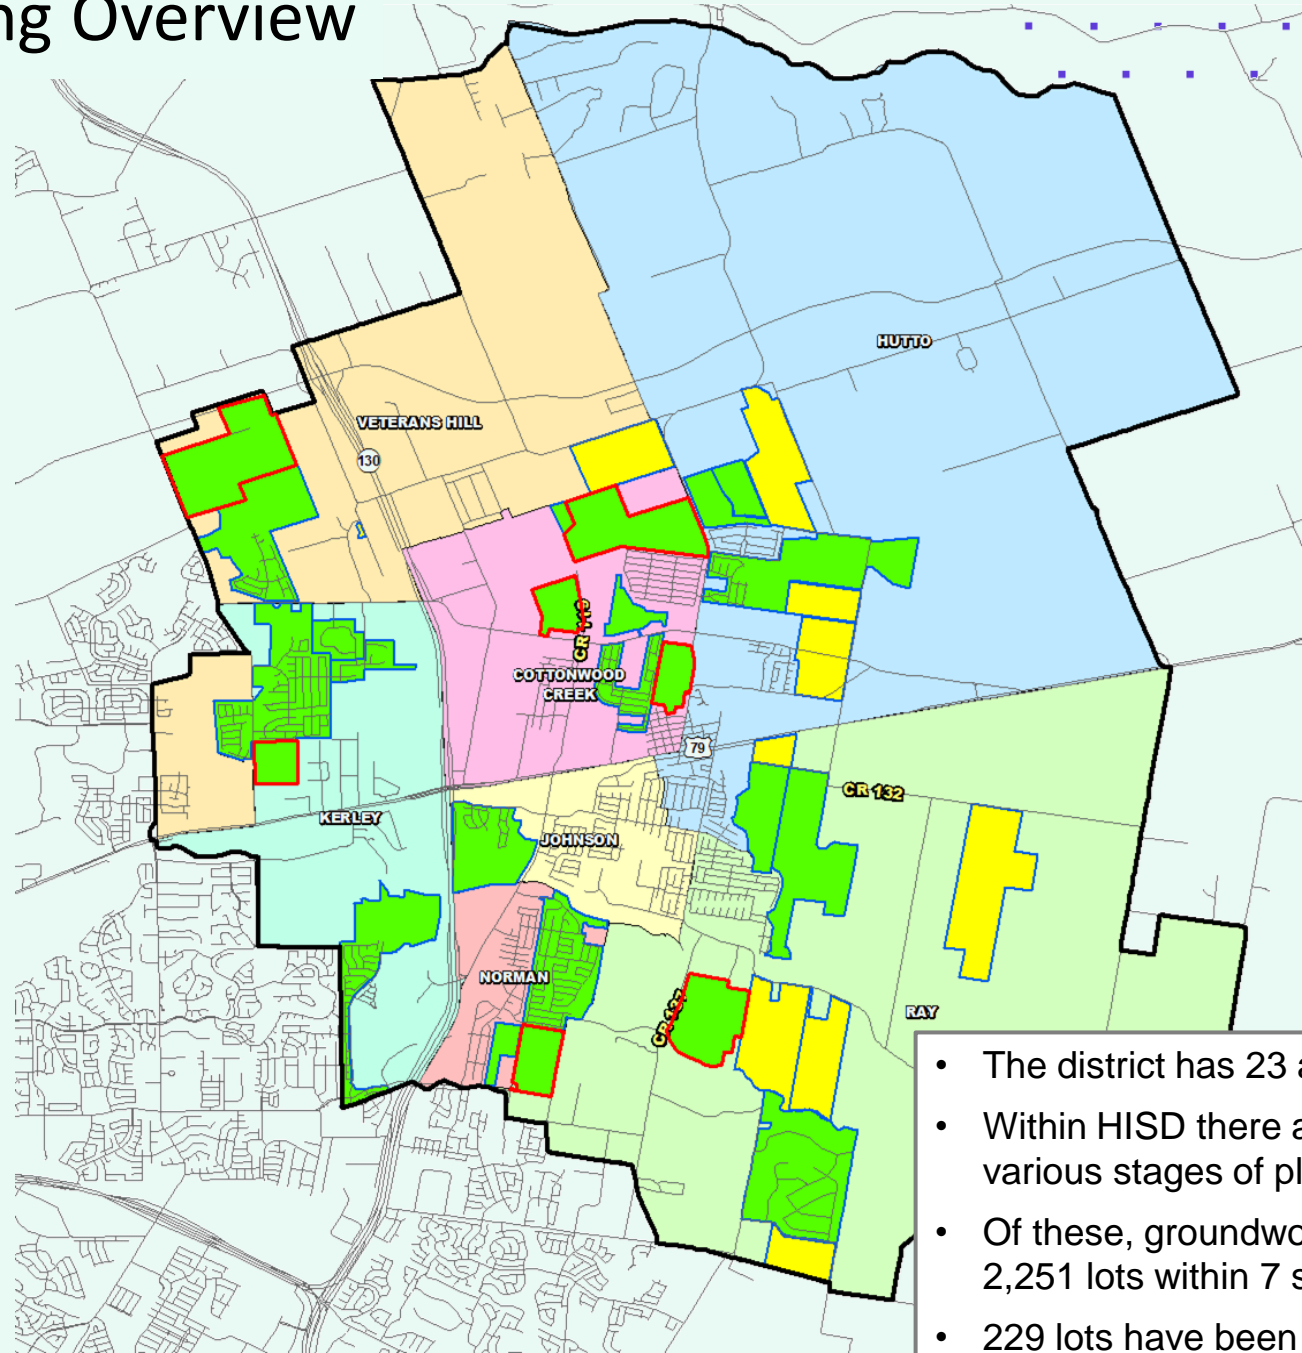 ng Overview
HUTTO
VETERANS HILL
130
CR 119
COTTONWOOD
CREEK
79
CR 132
KERLEY
JOHNSON
NORMAN
CR 137
RAY
• The district has 23 a
• Within HISD there a
various stages of pl
• Of these, groundwo
2,251 lots within 7 s
• 229 lots have been